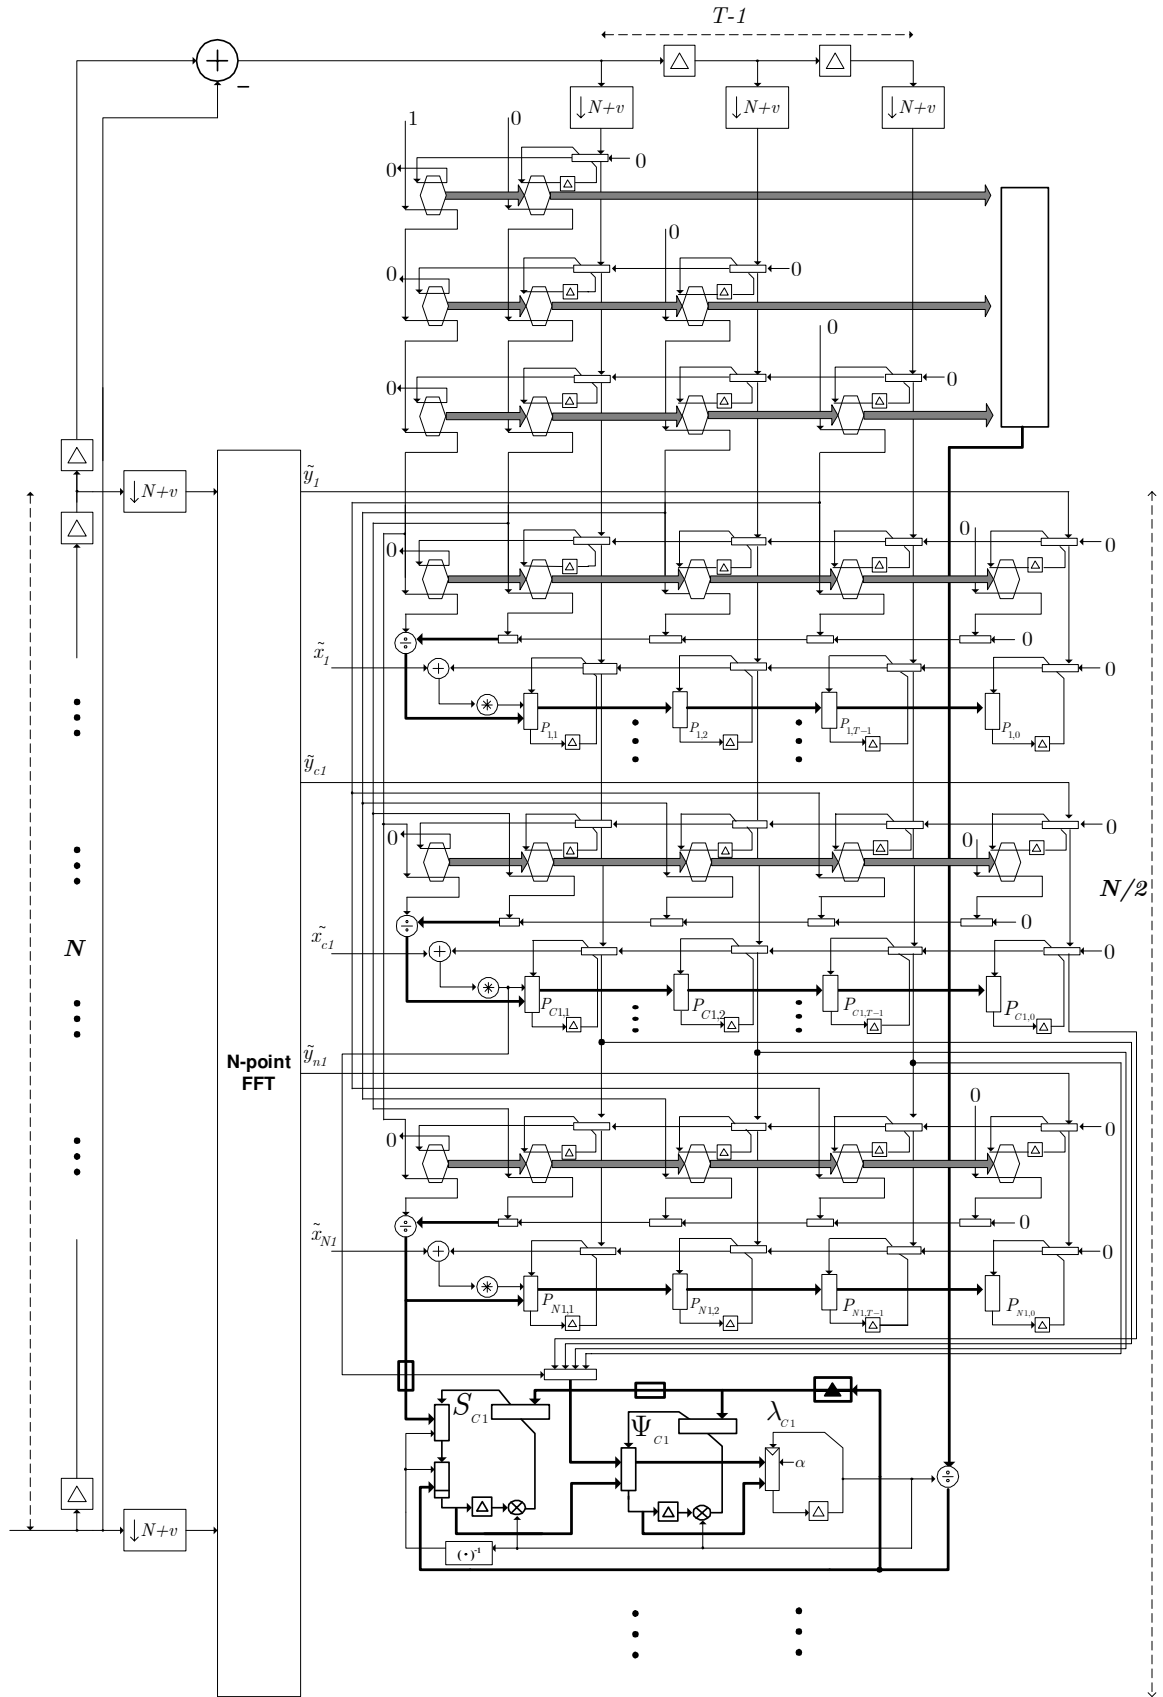 T-1
+
−
△ △
↓N+v ↓N+v ↓N+v
1 0
0
0 △
0
0
0 △ △
0
0
0 △ △ △
△
↓N+v
ỹ₁
△
0
0
0 △ △ △ △
÷ 0
x̃₁ + 0
*
P₁,₁ P₁,₂ P₁,T−₁ P₁,₀
△ △ △ △
ỹc1
0
0 0
△ △ △ △
N/2
÷ 0
N
x̃c1 + 0
*
PC1,1 PC1,2 PC1,T−1 PC1,0
△ △ △ △
ỹn1
N-point
FFT
0
0 0
△ △ △ △
÷ 0
x̃N1 + 0
*
PN1,1 PN1,2 PN1,T−1 PN1,0
△ △ △ △
▲
SC1 ΨC1 λC1
α
÷
△
△ ⊗ △ ⊗ △
↓N+v
(•)⁻¹